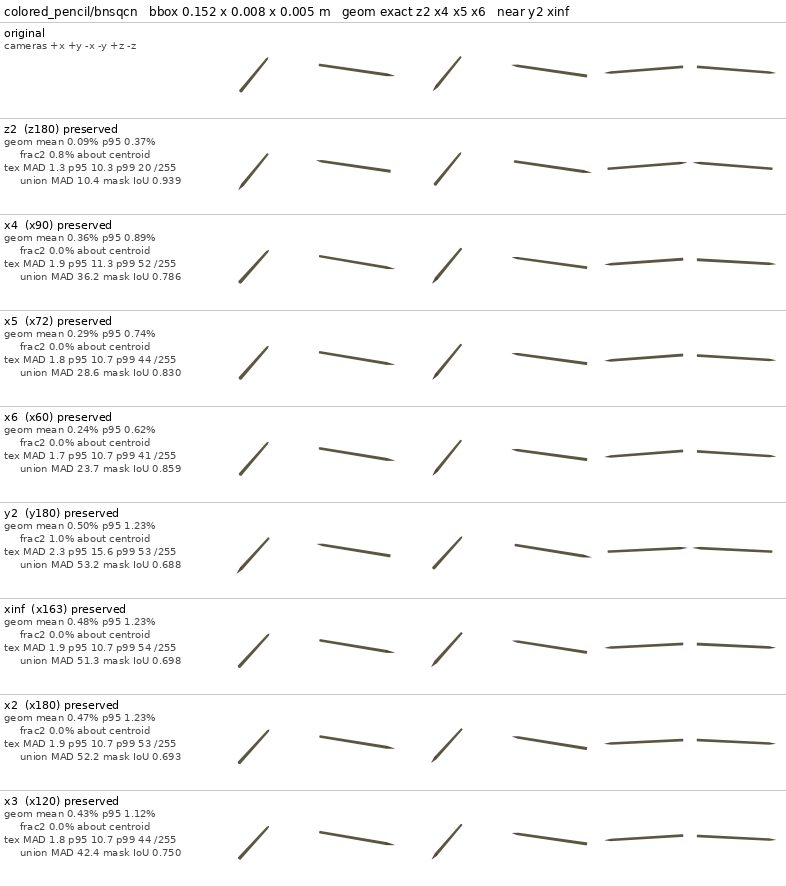 colored_pencil/bnsqcn   bbox 0.152 x 0.008 x 0.005 m   geom exact z2 x4 x5 x6   near y2 xinf
original
cameras +x +y -x -y +z -z
z2  (z180) preserved
geom mean 0.09% p95 0.37%
frac2 0.8% about centroid
tex MAD 1.3 p95 10.3 p99 20 /255
union MAD 10.4 mask IoU 0.939
x4  (x90) preserved
geom mean 0.36% p95 0.89%
frac2 0.0% about centroid
tex MAD 1.9 p95 11.3 p99 52 /255
union MAD 36.2 mask IoU 0.786
x5  (x72) preserved
geom mean 0.29% p95 0.74%
frac2 0.0% about centroid
tex MAD 1.8 p95 10.7 p99 44 /255
union MAD 28.6 mask IoU 0.830
x6  (x60) preserved
geom mean 0.24% p95 0.62%
frac2 0.0% about centroid
tex MAD 1.7 p95 10.7 p99 41 /255
union MAD 23.7 mask IoU 0.859
y2  (y180) preserved
geom mean 0.50% p95 1.23%
frac2 1.0% about centroid
tex MAD 2.3 p95 15.6 p99 53 /255
union MAD 53.2 mask IoU 0.688
xinf  (x163) preserved
geom mean 0.48% p95 1.23%
frac2 0.0% about centroid
tex MAD 1.9 p95 10.7 p99 54 /255
union MAD 51.3 mask IoU 0.698
x2  (x180) preserved
geom mean 0.47% p95 1.23%
frac2 0.0% about centroid
tex MAD 1.9 p95 10.7 p99 53 /255
union MAD 52.2 mask IoU 0.693
x3  (x120) preserved
geom mean 0.43% p95 1.12%
frac2 0.0% about centroid
tex MAD 1.8 p95 10.7 p99 44 /255
union MAD 42.4 mask IoU 0.750